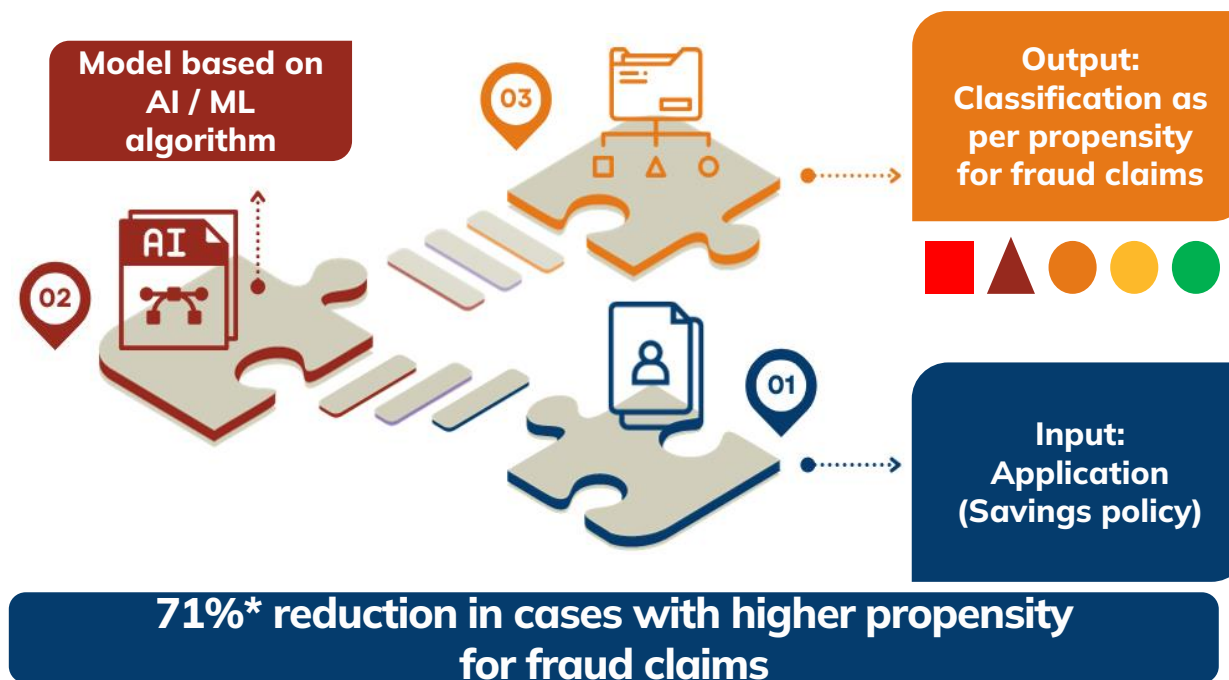 Model based on
AI / ML
algorithm
03
Output:
Classification as
per propensity
for fraud claims
AI
02
01
Input:
Application
(Savings policy)
71%* reduction in cases with higher propensity
for fraud claims